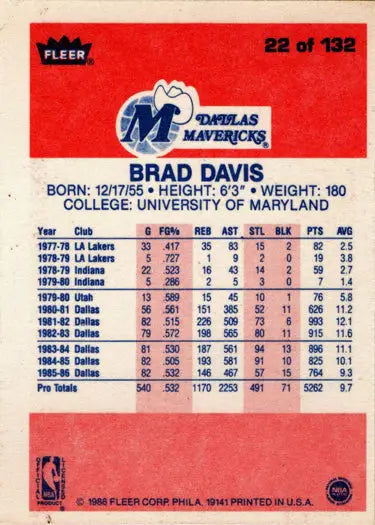 FLEER®
22 of 132
M DALLAS
MAVERICKS®
BRAD DAVIS
BORN: 12/17/55 • HEIGHT: 6'3" • WEIGHT: 180
COLLEGE: UNIVERSITY OF MARYLAND
Year Club G FG% REB AST STL BLK PTS AVG
1977-78 LA Lakers 33 .417 35 83 15 2 82 2.5
1978-79 LA Lakers 5 .727 1 9 2 0 19 3.8
1978-79 Indiana 22 .523 16 43 14 2 59 2.7
1979-80 Indiana 5 .286 2 5 3 0 7 1.4
1979-80 Utah 13 .589 15 45 10 1 76 5.8
1980-81 Dallas 56 .561 151 385 52 11 626 11.2
1981-82 Dallas 82 .515 226 509 73 6 993 12.1
1982-83 Dallas 79 .572 198 565 80 11 915 11.6
1983-84 Dallas 81 .530 187 561 94 13 896 11.1
1984-85 Dallas 82 .505 193 581 91 10 825 10.1
1985-86 Dallas 82 .532 146 467 57 15 764 9.3
Pro Totals 540 .532 1170 2253 491 71 5262 9.7
OFFICIAL LICENSED
NBA
PRODUCT
NBA
© 1986 FLEER CORP. PHILA. 19141 PRINTED IN U.S.A.